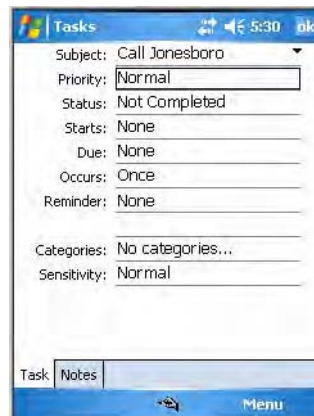 Tasks 5:30 ok
Subject: Call Jonesboro
Priority: Normal
Status: Not Completed
Starts: None
Due: None
Occurs: Once
Reminder: None
Categories: No categories...
Sensitivity: Normal
Task Notes
Menu